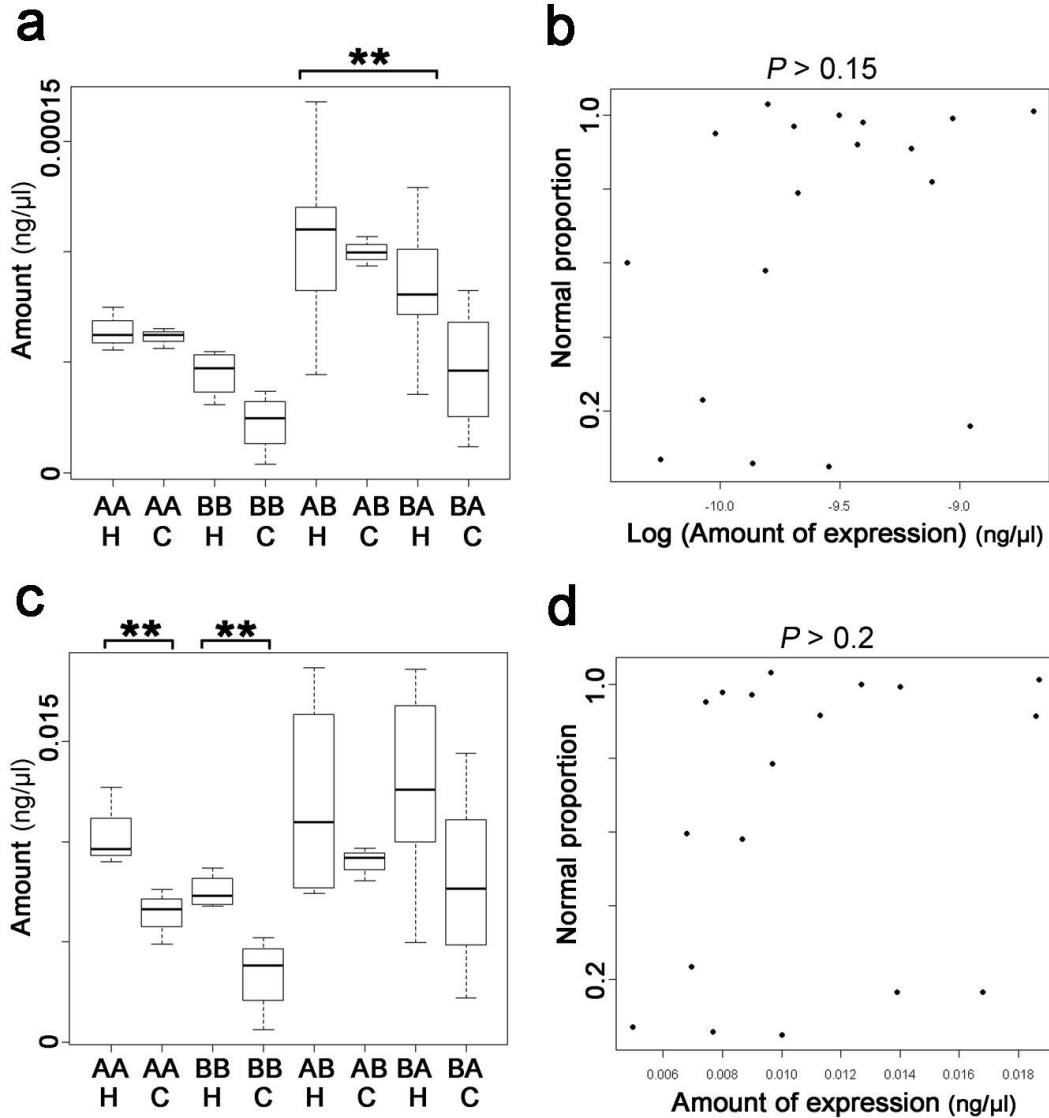 a
**
Amount (ng/µl)
0.00015
0
AA AA BB BB AB AB BA BA
H C H C H C H C
b
P > 0.15
Normal proportion
1.0
0.2
-10.0 -9.5 -9.0
Log (Amount of expression) (ng/µl)
c
** **
Amount (ng/µl)
0.015
0
AA AA BB BB AB AB BA BA
H C H C H C H C
d
P > 0.2
Normal proportion
1.0
0.2
0.006 0.008 0.010 0.012 0.014 0.016 0.018
Amount of expression (ng/µl)